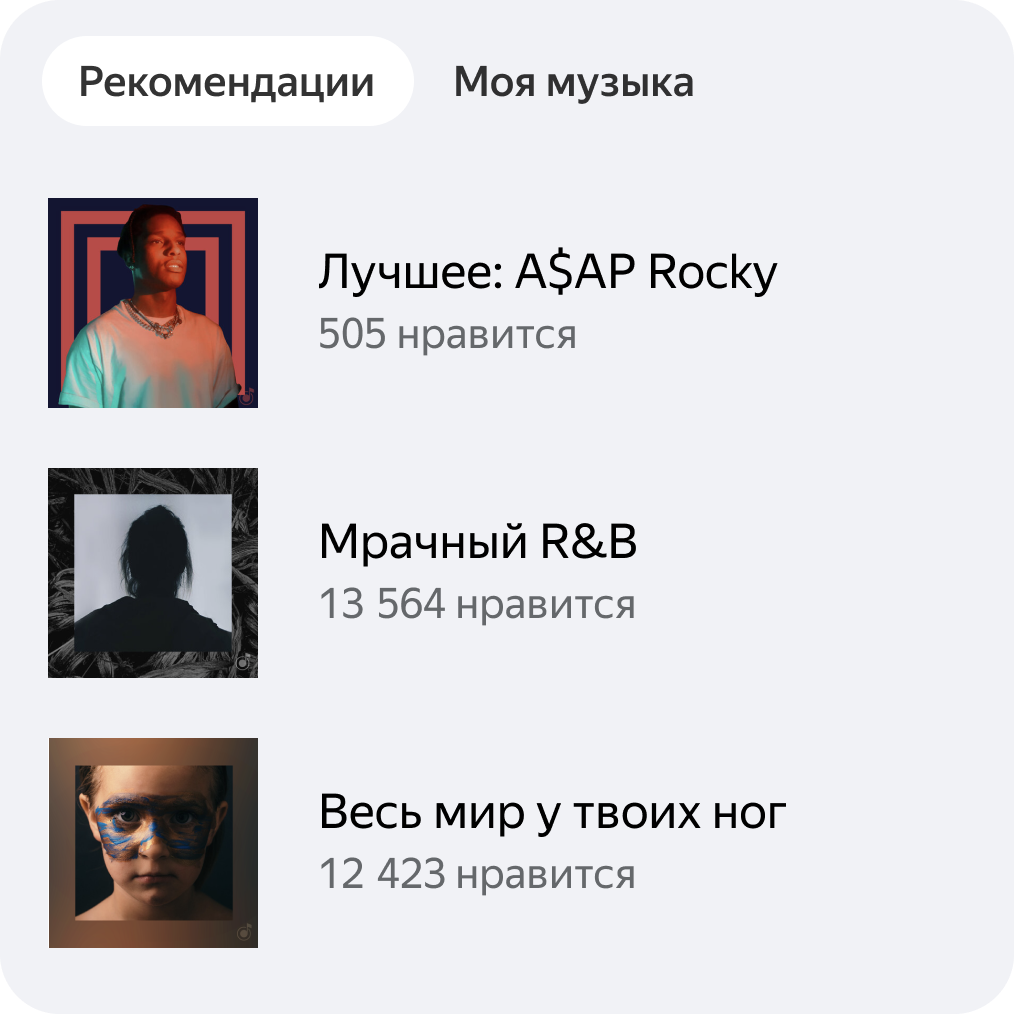 Рекомендации Моя музыка
Лучшее: A$AP Rocky
505 нравится
Мрачный R&B
13 564 нравится
Весь мир у твоих ног
12 423 нравится